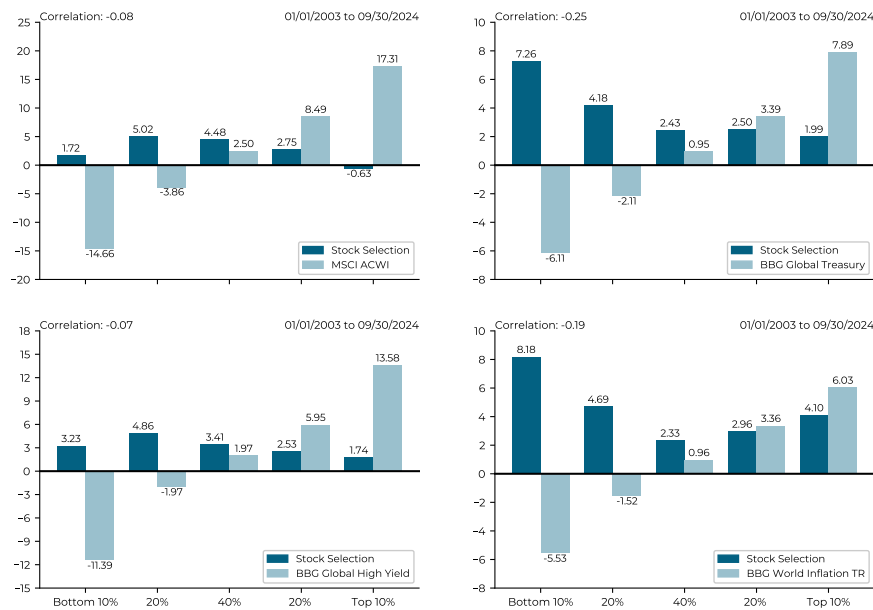 Correlation: -0.08 01/01/2003 to 09/30/2024
25
20
15
10
5
0
−5
−10
−15
−20
1.72 5.02 4.48 2.50 2.75 8.49 17.31
-14.66 -3.86 -0.63
Stock Selection
MSCI ACWI
Correlation: -0.25 01/01/2003 to 09/30/2024
10
8
6
4
2
0
−2
−4
−6
−8
7.26 4.18 2.43 0.95 2.50 3.39 1.99 7.89
-6.11 -2.11
Stock Selection
BBG Global Treasury
Correlation: -0.07 01/01/2003 to 09/30/2024
18
15
12
9
6
3
0
−3
−6
−9
−12
−15
3.23 4.86 3.41 1.97 2.53 5.95 1.74 13.58
-11.39 -1.97
Stock Selection
BBG Global High Yield
Bottom 10% 20% 40% 20% Top 10%
Correlation: -0.19 01/01/2003 to 09/30/2024
10
8
6
4
2
0
−2
−4
−6
−8
8.18 4.69 2.33 0.96 2.96 3.36 4.10 6.03
-5.53 -1.52
Stock Selection
BBG World Inflation TR
Bottom 10% 20% 40% 20% Top 10%